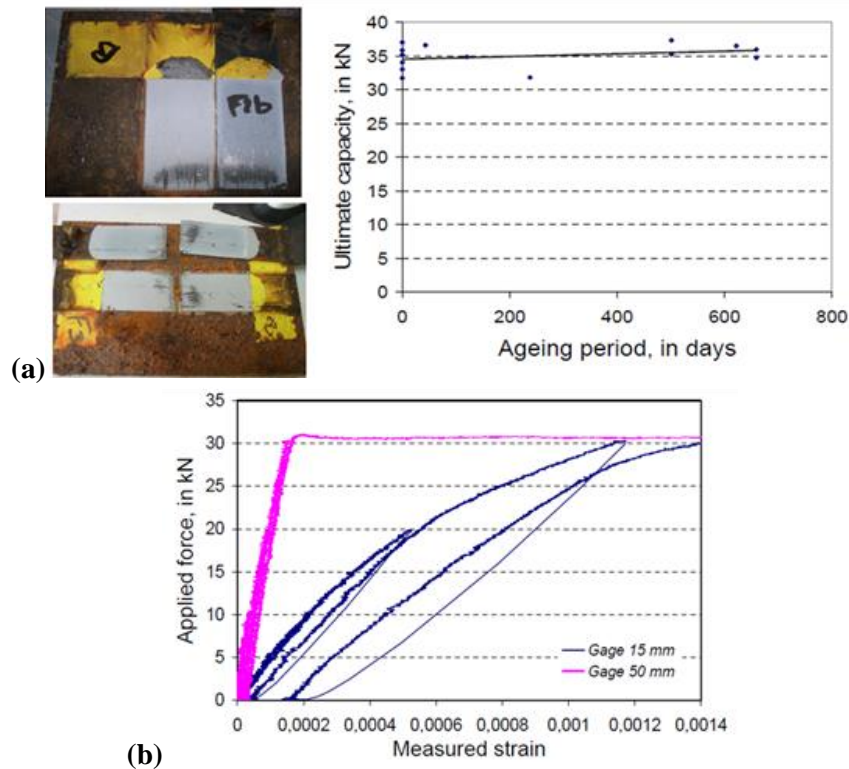 Ultimate capacity, in kN
45
40
35
30
25
20
15
10
5
0
0 200 400 600 800
Ageing period, in days
(a)
Applied force, in kN
35
30
25
20
15
10
5
0
Gage 15 mm
Gage 50 mm
0 0,0002 0,0004 0,0006 0,0008 0,001 0,0012 0,0014
Measured strain
(b)